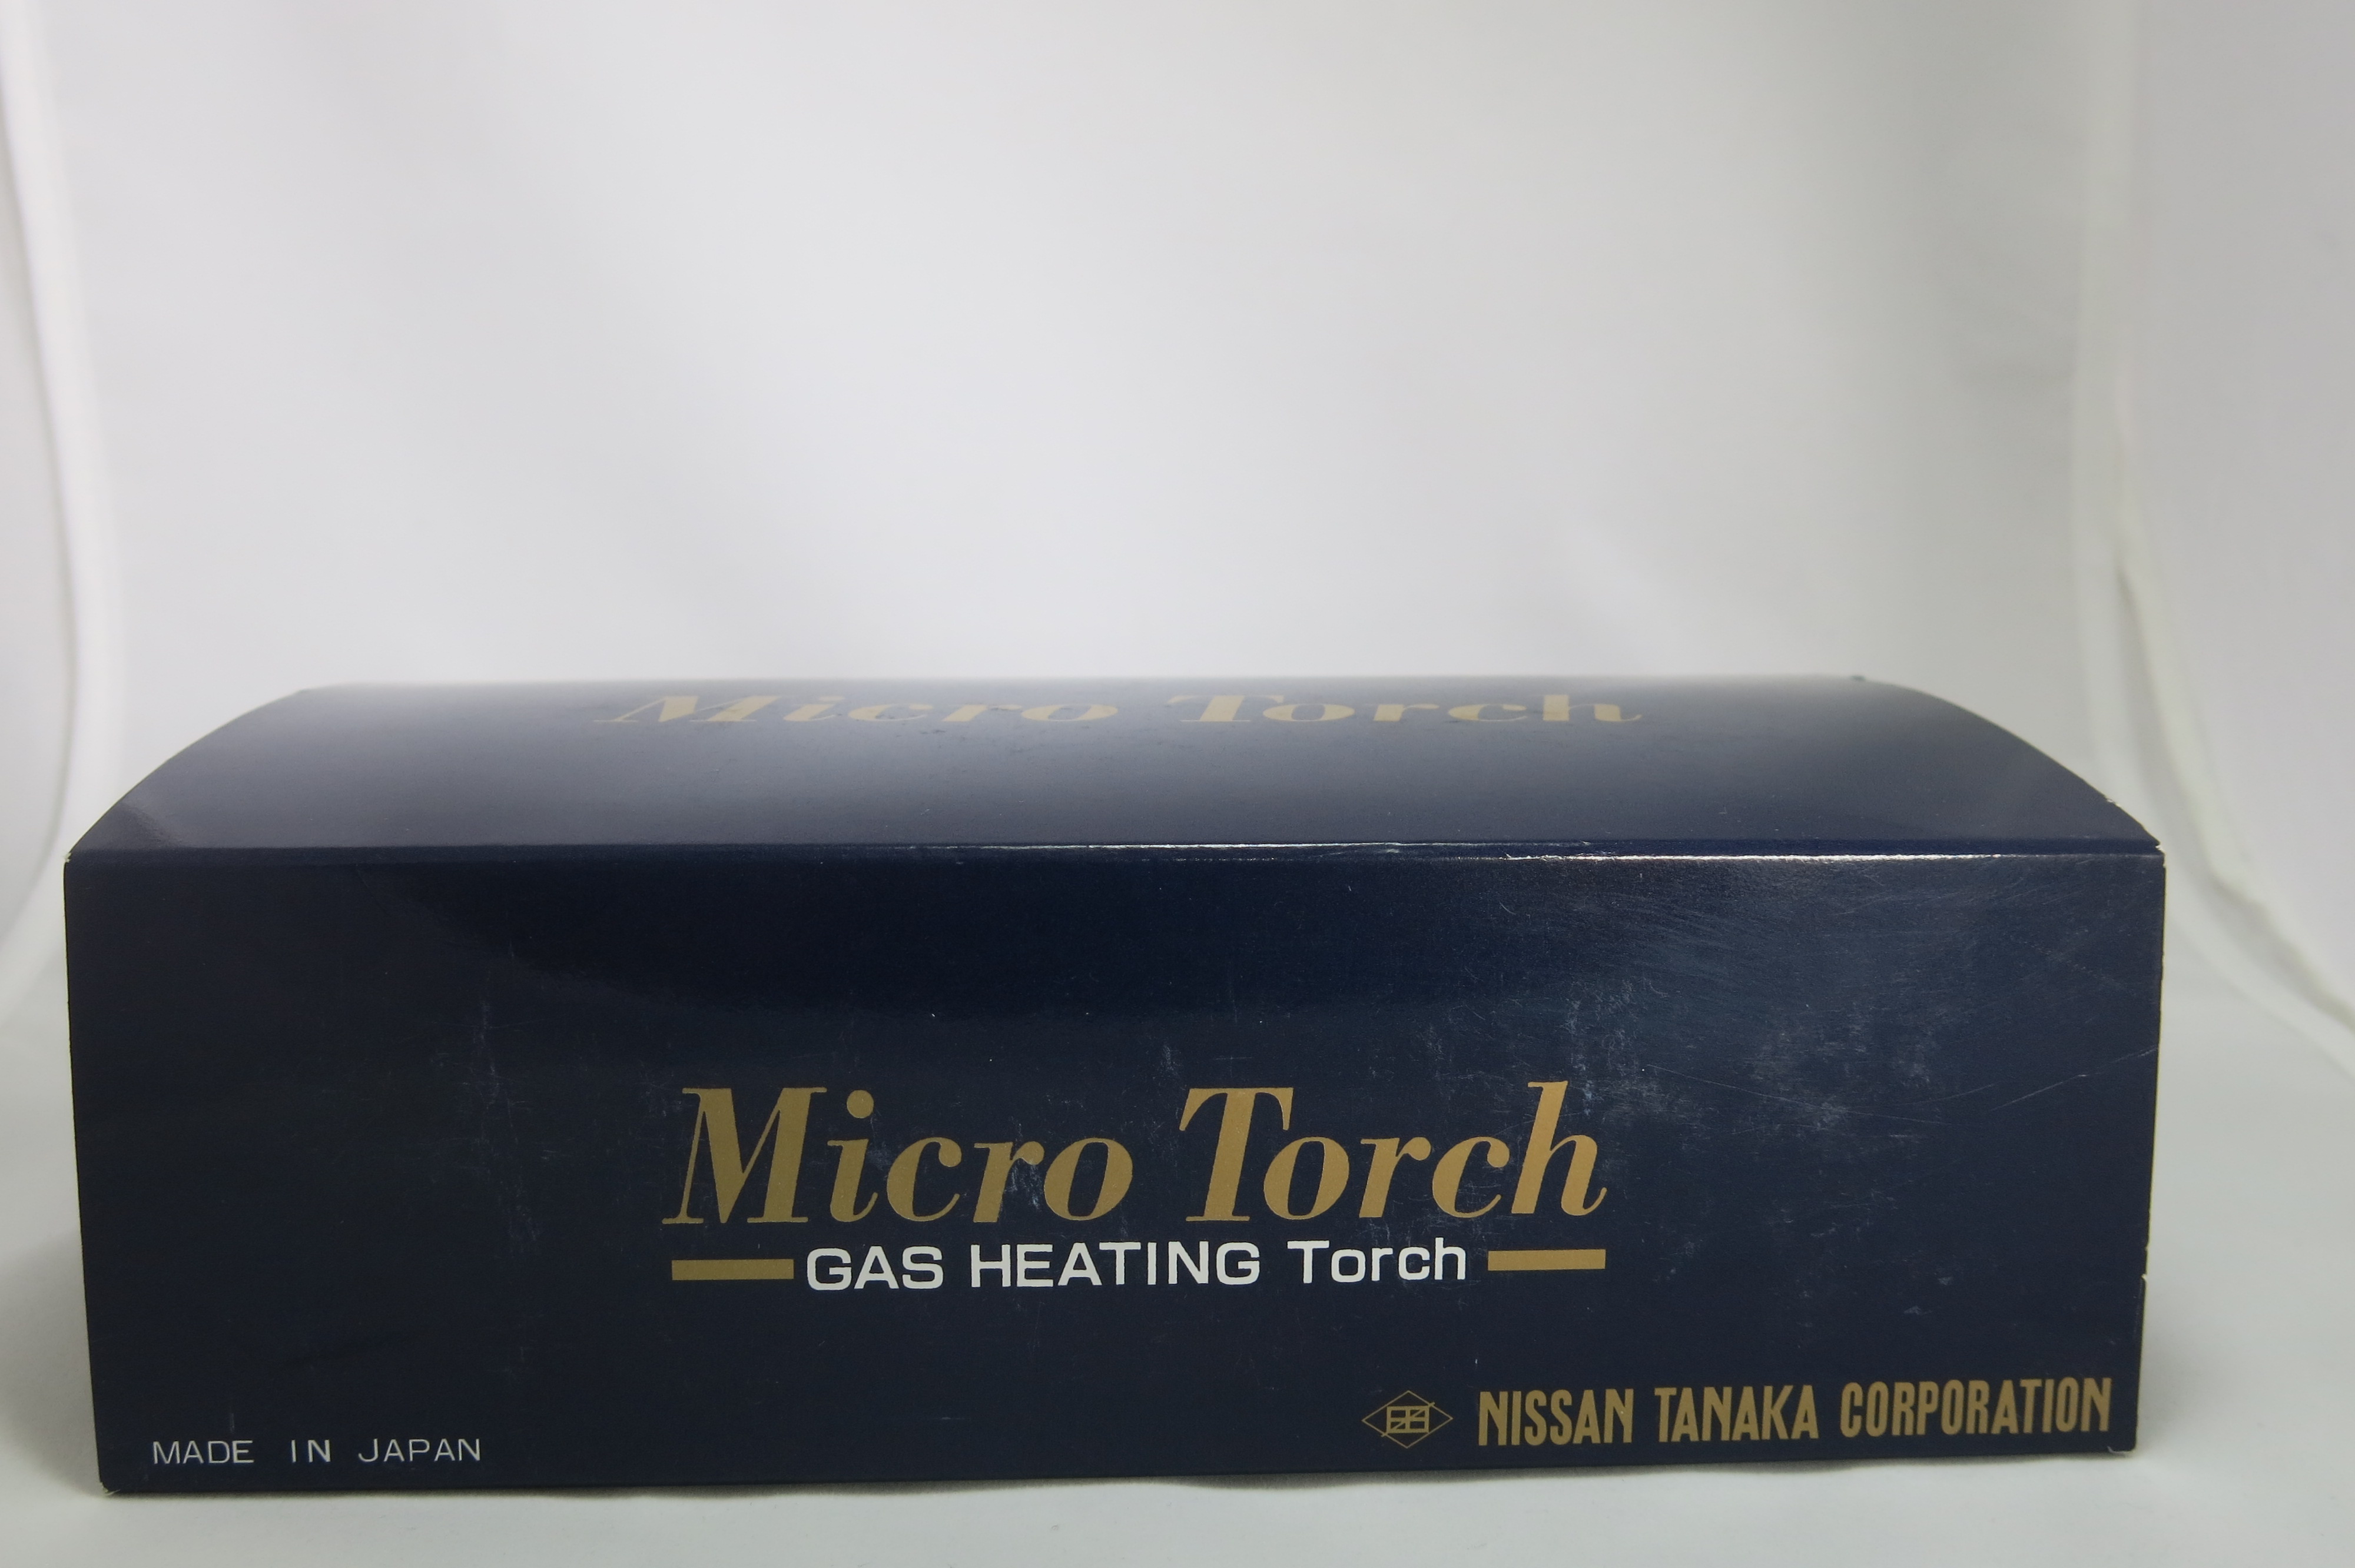 Micro Torch
Micro Torch
GAS HEATING Torch
NISSAN TANAKA CORPORATION
MADE IN JAPAN